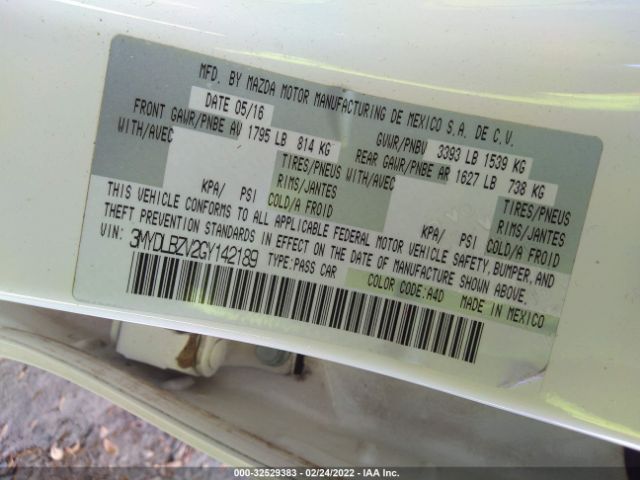 MFD. BY MAZDA MOTOR MANUFACTURING DE MEXICO S.A. DE C.V.
DATE 05/16
GVWR/PNBV 3393 LB 1539 KG
FRONT GAWR/PNBE AV 1795 LB 814 KG
REAR GAWR/PNBE AR 1627 LB 738 KG
WITH/AVEC
TIRES/PNEUS
RIMS/JANTES
KPA/ PSI COLD/A FROID
WITH/AVEC
TIRES/PNEUS
RIMS/JANTES
KPA/ PSI COLD/A FROID
THIS VEHICLE CONFORMS TO ALL APPLICABLE FEDERAL MOTOR VEHICLE SAFETY, BUMPER, AND
THEFT PREVENTION STANDARDS IN EFFECT ON THE DATE OF MANUFACTURE SHOWN ABOVE.
VIN: 3MYDLBZV2GY142189 TYPE:PASS CAR
COLOR CODE:A4D MADE IN MEXICO
000-32529383 - 02/24/2022 - IAA Inc.